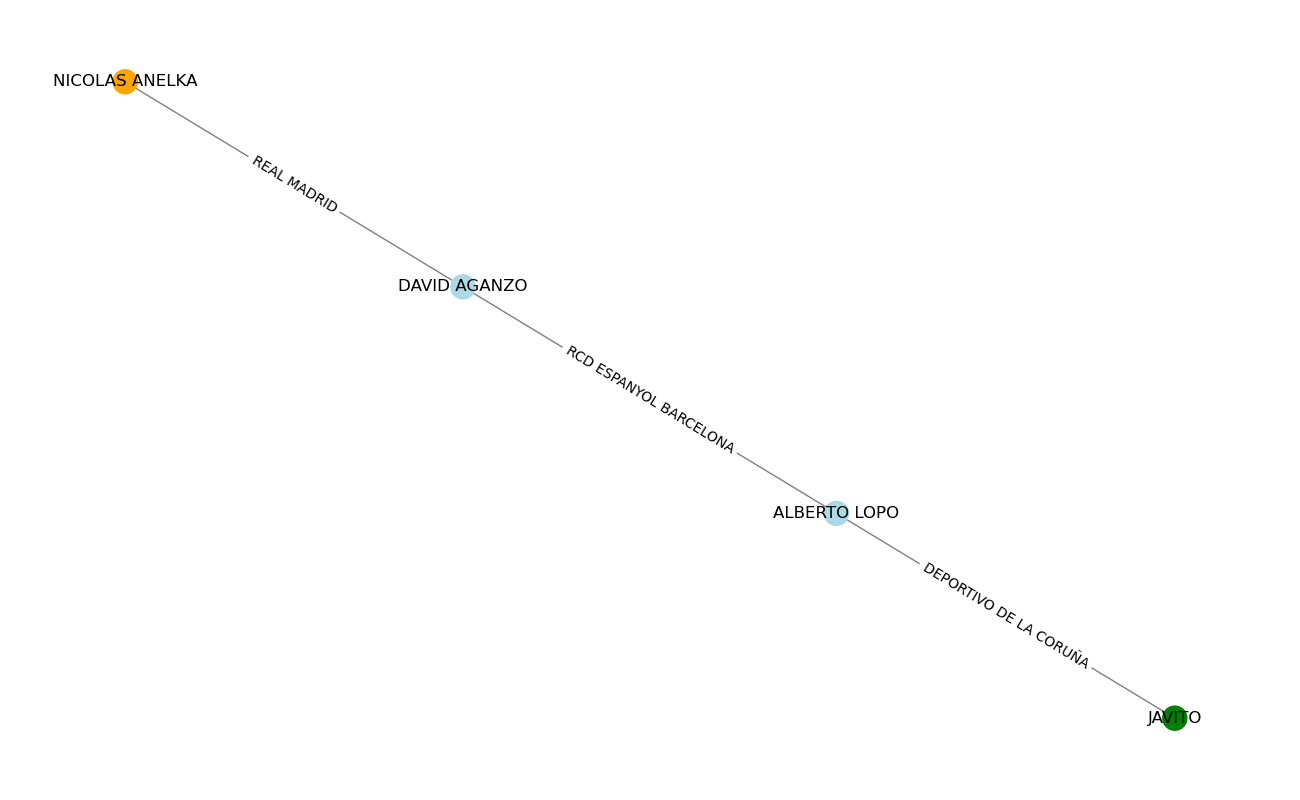 NICOLAS ANELKA
REAL MADRID
DAVID AGANZO
RCD ESPANYOL BARCELONA
ALBERTO LOPO
DEPORTIVO DE LA CORUÑA
JAVITO